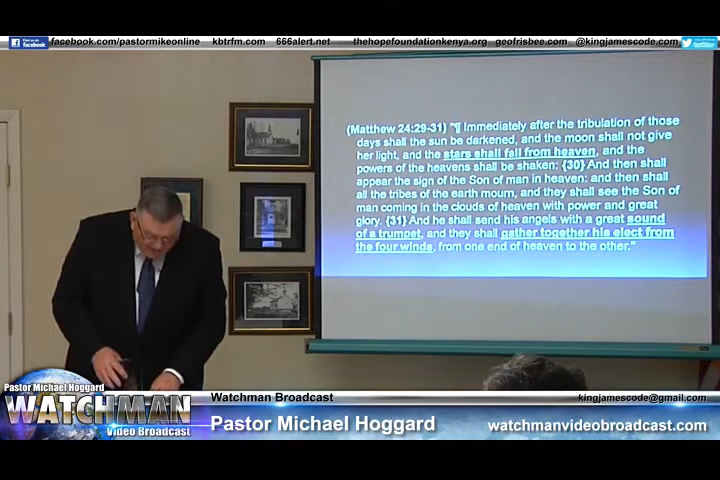 Find us on facebook facebook.com/pastormikeonline kbtrfm.com 666alert.net thehopefoundationkenya.org geofrisbee.com @kingjamescode.com twitter
(Matthew 24:29-31) "¶ Immediately after the tribulation of those
days shall the sun be darkened, and the moon shall not give
her light, and the stars shall fall from heaven, and the
powers of the heavens shall be shaken: {30} And then shall
appear the sign of the Son of man in heaven: and then shall
all the tribes of the earth mourn, and they shall see the Son of
man coming in the clouds of heaven with power and great
glory. {31} And he shall send his angels with a great sound
of a trumpet, and they shall gather together his elect from
the four winds, from one end of heaven to the other."
Pastor Michael Hoggard
WATCHMAN
Video Broadcast
Watchman Broadcast kingjamescode@gmail.com
Pastor Michael Hoggard watchmanvideobroadcast.com